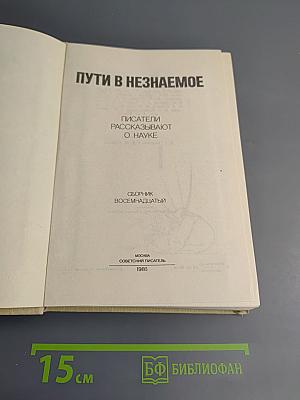 ПУТИ В НЕЗНАЕМОЕ
ПИСАТЕЛИ
РАССКАЗЫВАЮТ
О НАУКЕ
СБОРНИК
ВОСЕМНАДЦАТЫЙ
МОСКВА
СОВЕТСКИЙ ПИСАТЕЛЬ
1985
15 см
БФ БИБЛИОФАН